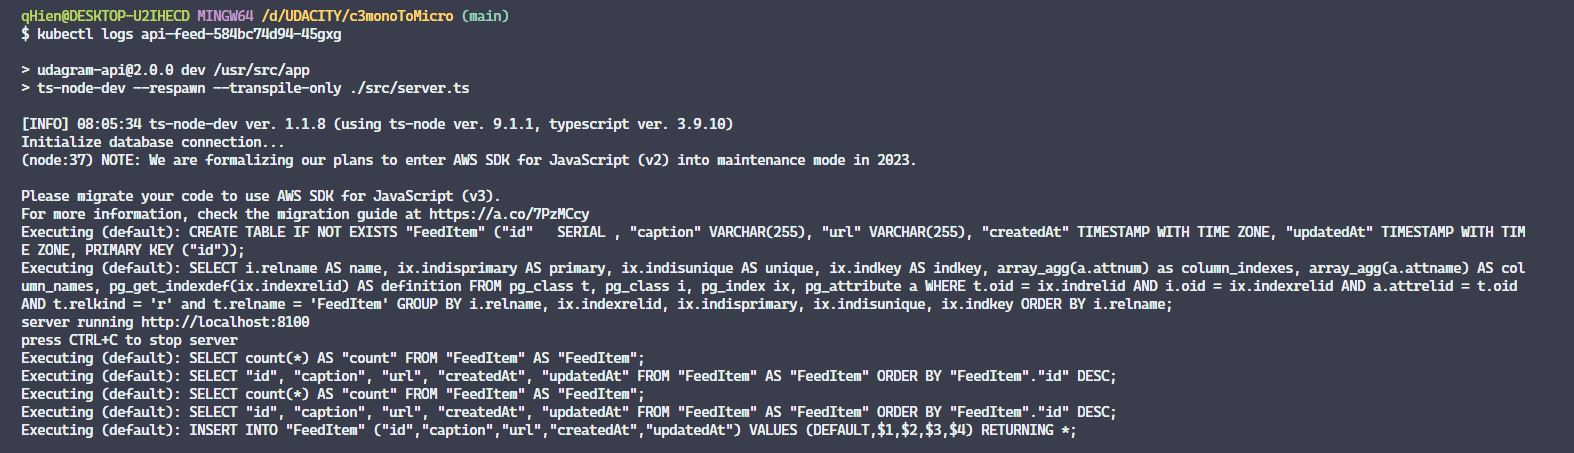 qHien@DESKTOP-U2IHECD MINGW64 /d/UDACITY/c3monoToMicro (main)
$ kubectl logs api-feed-584bc74d94-45gxg

> udagram-api@2.0.0 dev /usr/src/app
> ts-node-dev --respawn --transpile-only ./src/server.ts

[INFO] 08:05:34 ts-node-dev ver. 1.1.8 (using ts-node ver. 9.1.1, typescript ver. 3.9.10)
Initialize database connection...
(node:37) NOTE: We are formalizing our plans to enter AWS SDK for JavaScript (v2) into maintenance mode in 2023.

Please migrate your code to use AWS SDK for JavaScript (v3).
For more information, check the migration guide at https://a.co/7PzMCcy
Executing (default): CREATE TABLE IF NOT EXISTS "FeedItem" ("id"   SERIAL , "caption" VARCHAR(255), "url" VARCHAR(255), "createdAt" TIMESTAMP WITH TIME ZONE, "updatedAt" TIMESTAMP WITH TIM
E ZONE, PRIMARY KEY ("id"));
Executing (default): SELECT i.relname AS name, ix.indisprimary AS primary, ix.indisunique AS unique, ix.indkey AS indkey, array_agg(a.attnum) as column_indexes, array_agg(a.attname) AS col
umn_names, pg_get_indexdef(ix.indexrelid) AS definition FROM pg_class t, pg_class i, pg_index ix, pg_attribute a WHERE t.oid = ix.indrelid AND i.oid = ix.indexrelid AND a.attrelid = t.oid
AND t.relkind = 'r' and t.relname = 'FeedItem' GROUP BY i.relname, ix.indexrelid, ix.indisprimary, ix.indisunique, ix.indkey ORDER BY i.relname;
server running http://localhost:8100
press CTRL+C to stop server
Executing (default): SELECT count(*) AS "count" FROM "FeedItem" AS "FeedItem";
Executing (default): SELECT "id", "caption", "url", "createdAt", "updatedAt" FROM "FeedItem" AS "FeedItem" ORDER BY "FeedItem"."id" DESC;
Executing (default): SELECT count(*) AS "count" FROM "FeedItem" AS "FeedItem";
Executing (default): SELECT "id", "caption", "url", "createdAt", "updatedAt" FROM "FeedItem" AS "FeedItem" ORDER BY "FeedItem"."id" DESC;
Executing (default): INSERT INTO "FeedItem" ("id","caption","url","createdAt","updatedAt") VALUES (DEFAULT,$1,$2,$3,$4) RETURNING *;